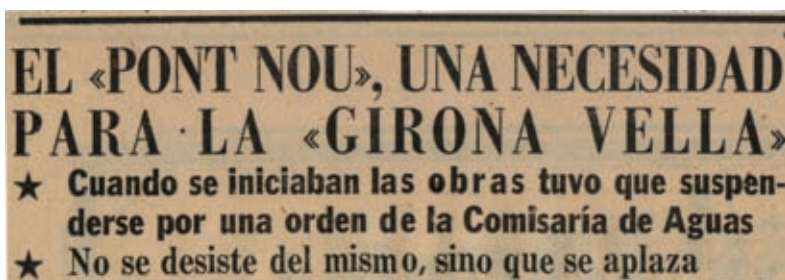 EL «PONT NOU», UNA NECESIDAD
PARA LA «GIRONA VELLA»
★ Cuando se iniciaban las obras tuvo que suspen-
derse por una orden de la Comisaría de Aguas
★ No se desiste del mismo, sino que se aplaza